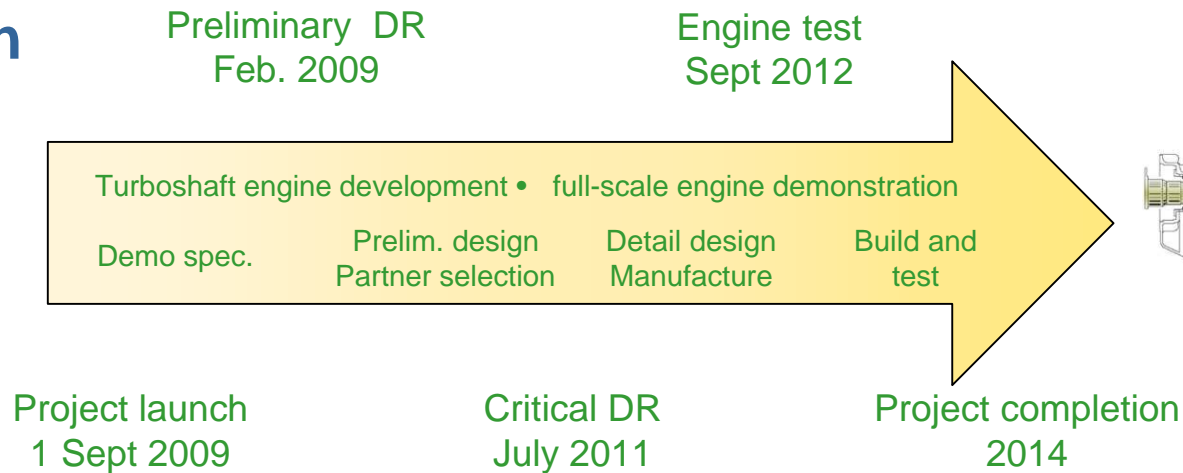 n
Preliminary DR
Feb. 2009
Engine test
Sept 2012
Turboshaft engine development • full-scale engine demonstration
Demo spec.
Prelim. design
Partner selection
Detail design
Manufacture
Build and
test
Project launch
1 Sept 2009
Critical DR
July 2011
Project completion
2014